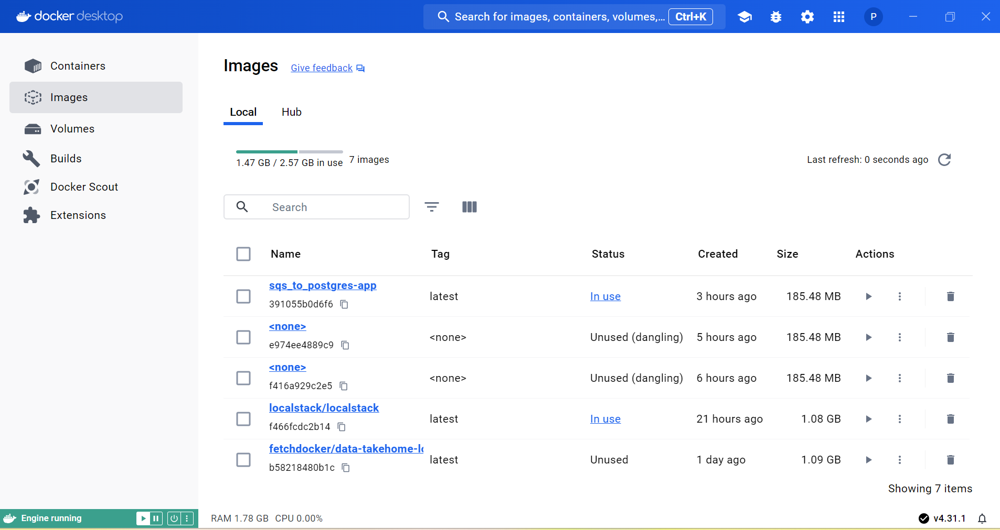 docker desktop
Search for images, containers, volumes,... Ctrl+K
P
Containers
Images
Volumes
Builds
Docker Scout
Extensions
Images Give feedback
Local Hub
1.47 GB / 2.57 GB in use 7 images
Last refresh: 0 seconds ago
Search
Name Tag Status Created Size Actions
sqs_to_postgres-app
391055b0d6f6
latest In use 3 hours ago 185.48 MB
<none>
e974ee4889c9
<none> Unused (dangling) 5 hours ago 185.48 MB
<none>
f416a929c2e5
<none> Unused (dangling) 6 hours ago 185.48 MB
localstack/localstack
f466fcdc2b14
latest In use 21 hours ago 1.08 GB
fetchdocker/data-takehome-lo
b58218480b1c
latest Unused 1 day ago 1.09 GB
Showing 7 items
Engine running
RAM 1.78 GB CPU 0.00%
v4.31.1